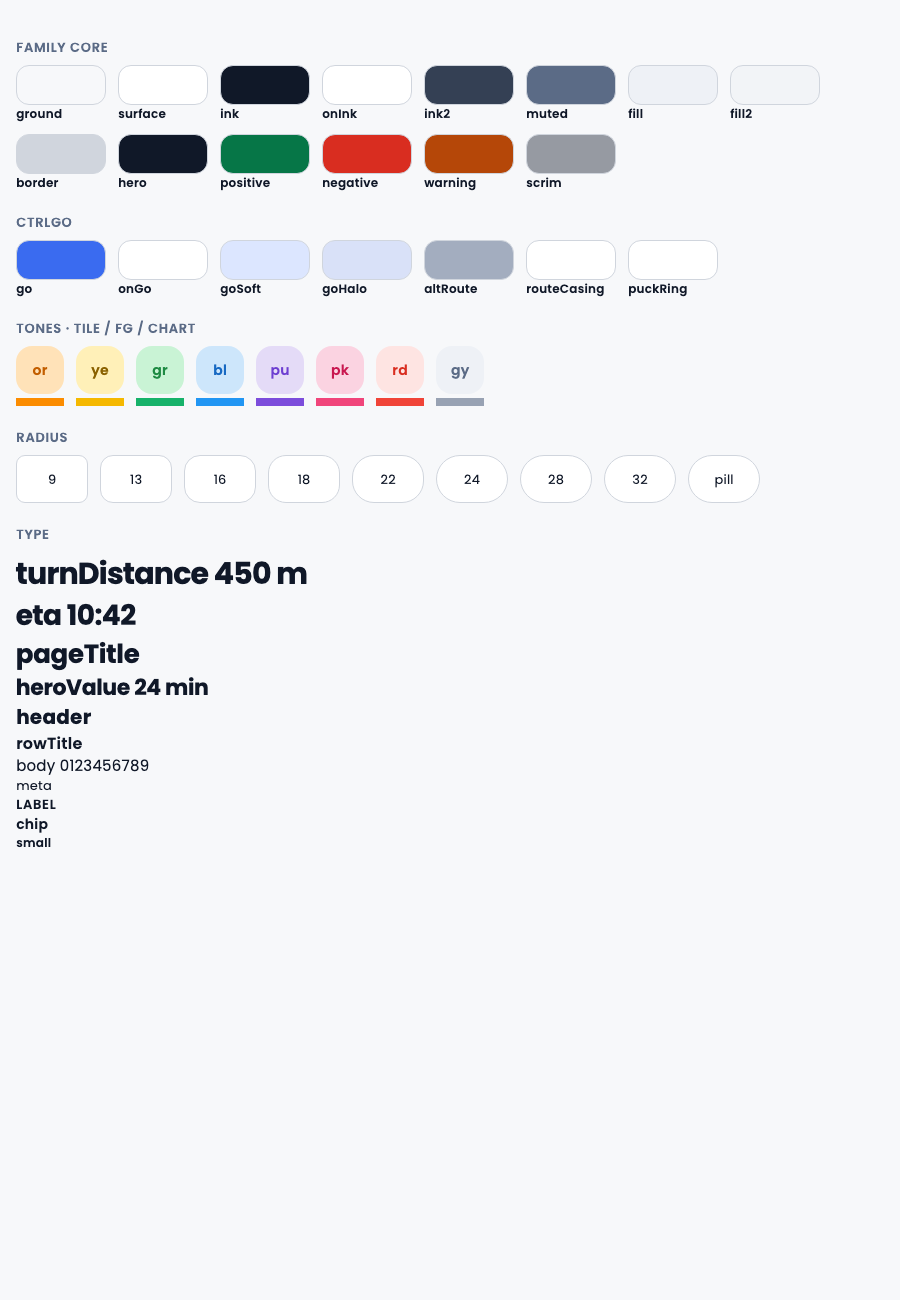 FAMILY CORE
ground surface ink onInk ink2 muted fill fill2
border hero positive negative warning scrim
CTRLGO
go onGo goSoft goHalo altRoute routeCasing puckRing
TONES · TILE / FG / CHART
or ye gr bl pu pk rd gy
RADIUS
9 13 16 18 22 24 28 32 pill
TYPE
turnDistance 450 m
eta 10:42
pageTitle
heroValue 24 min
header
rowTitle
body 0123456789
meta
LABEL
chip
small